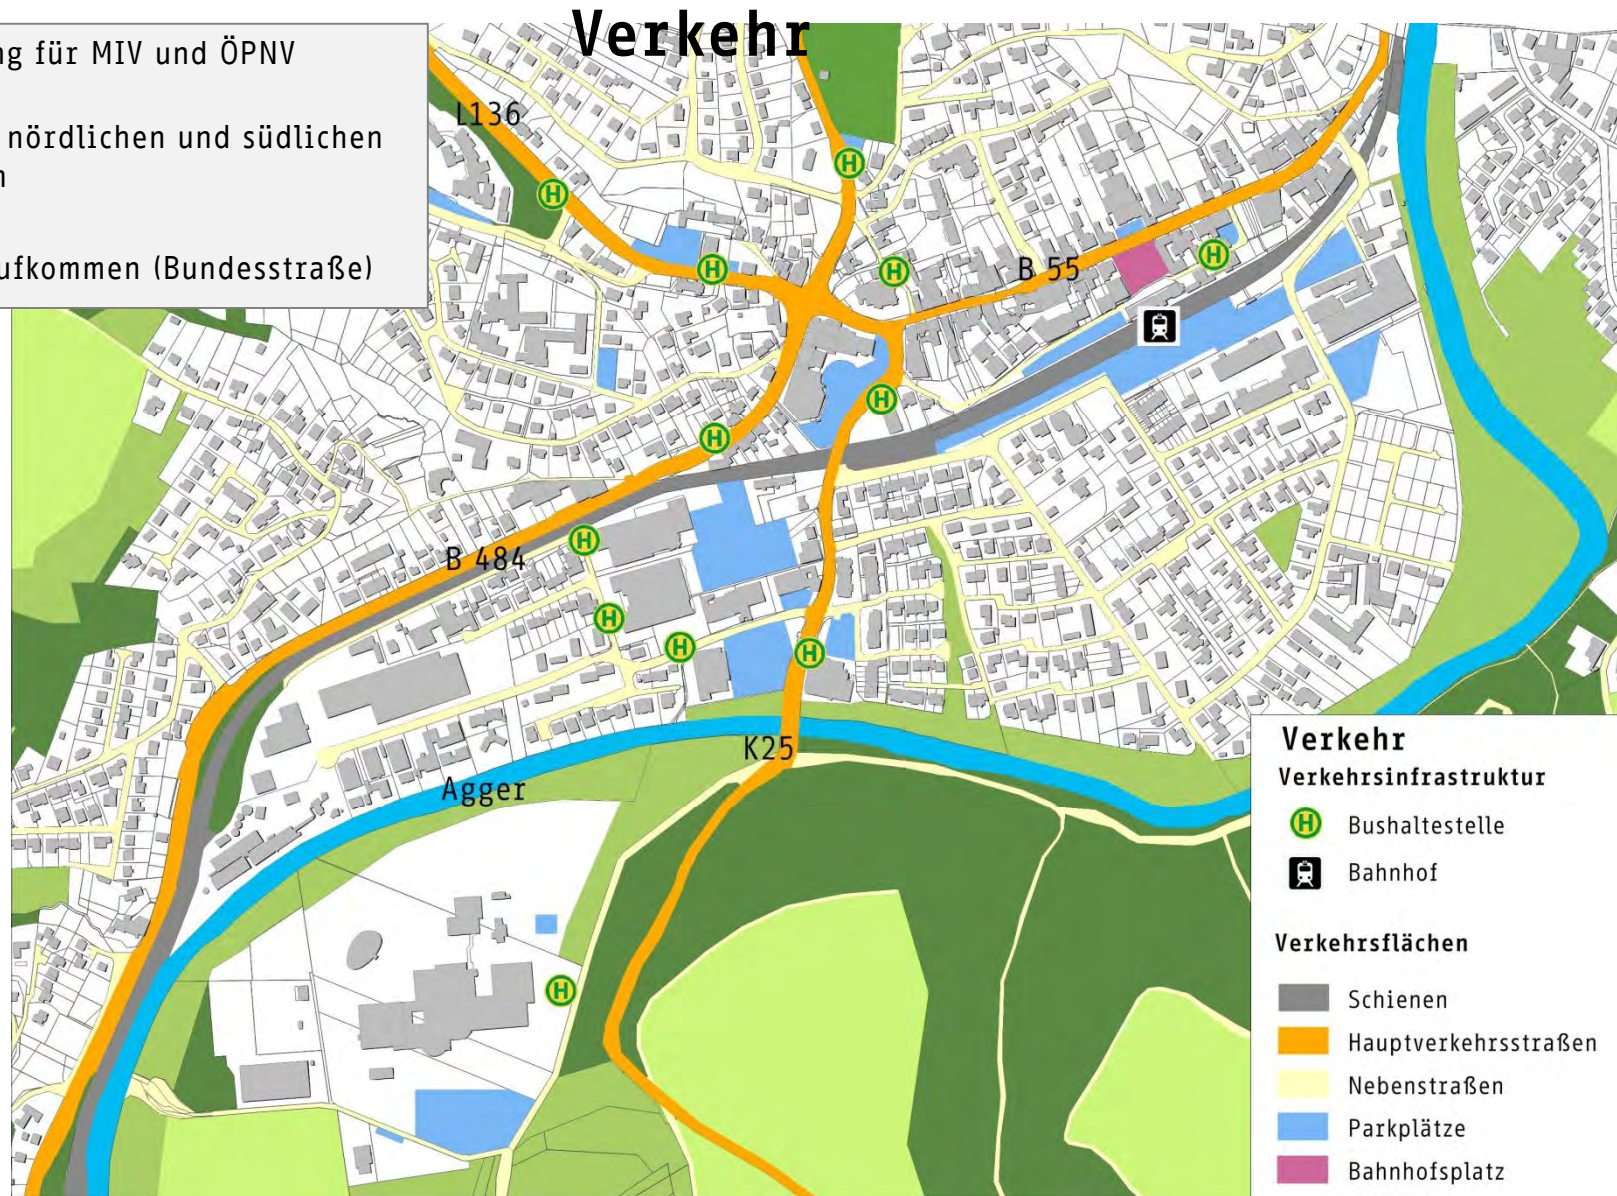 Verkehr
ng für MIV und ÖPNV
nördlichen und südlichen
n
ufkommen (Bundesstraße)
L136
H
H
H
H
H
B 55
H
H
H
B 484
H
H
H
H
K25
Agger
H
Verkehr
Verkehrsinfrastruktur
H Bushaltestelle
Bahnhof
Verkehrsflächen
Schienen
Hauptverkehrsstraßen
Nebenstraßen
Parkplätze
Bahnhofsplatz